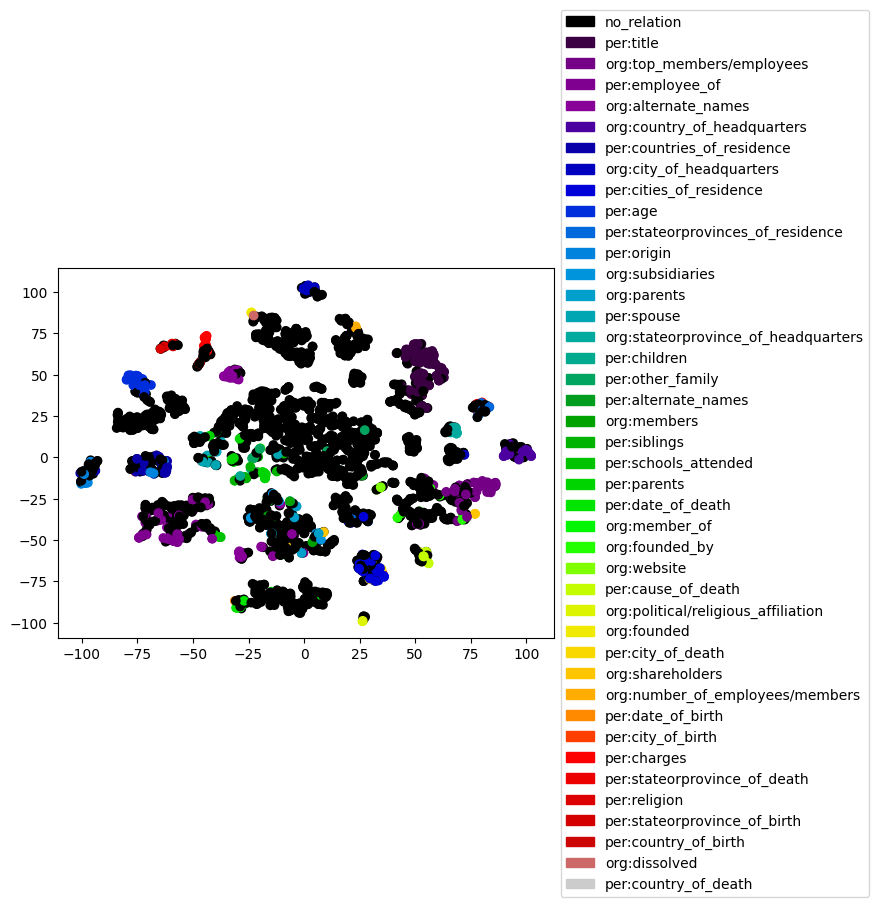 no_relation
per:title
org:top_members/employees
per:employee_of
org:alternate_names
org:country_of_headquarters
per:countries_of_residence
org:city_of_headquarters
per:cities_of_residence
per:age
per:stateorprovinces_of_residence
per:origin
org:subsidiaries
org:parents
per:spouse
org:stateorprovince_of_headquarters
per:children
per:other_family
per:alternate_names
org:members
per:siblings
per:schools_attended
per:parents
per:date_of_death
org:member_of
org:founded_by
org:website
per:cause_of_death
org:political/religious_affiliation
org:founded
per:city_of_death
org:shareholders
org:number_of_employees/members
per:date_of_birth
per:city_of_birth
per:charges
per:stateorprovince_of_death
per:religion
per:stateorprovince_of_birth
per:country_of_birth
org:dissolved
per:country_of_death
100
75
50
25
0
−25
−50
−75
−100
−100 −75 −50 −25 0 25 50 75 100